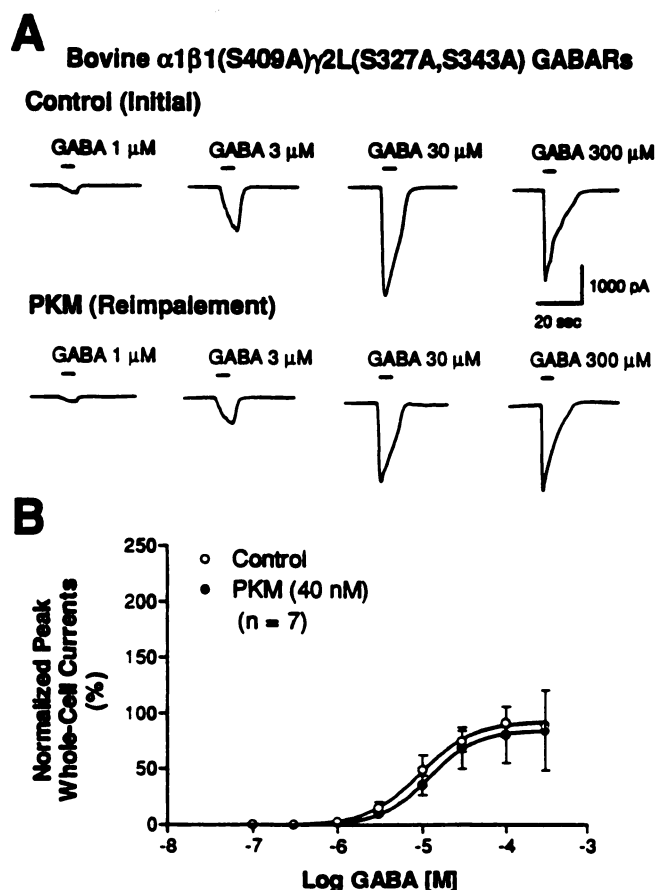 A
Bovine α1β1(S409A)γ2L(S327A,S343A) GABARs
Control (Initial)
GABA 1 μM GABA 3 μM GABA 30 μM GABA 300 μM
1000 pA
20 sec
PKM (Reimpalement)
GABA 1 μM GABA 3 μM GABA 30 μM GABA 300 μM
B
Normalized Peak
Whole-Cell Currents
(%)
250
200
150
100
50
0
Control
PKM (40 nM)
(n = 7)
-8 -7 -6 -5 -4 -3
Log GABA [M]